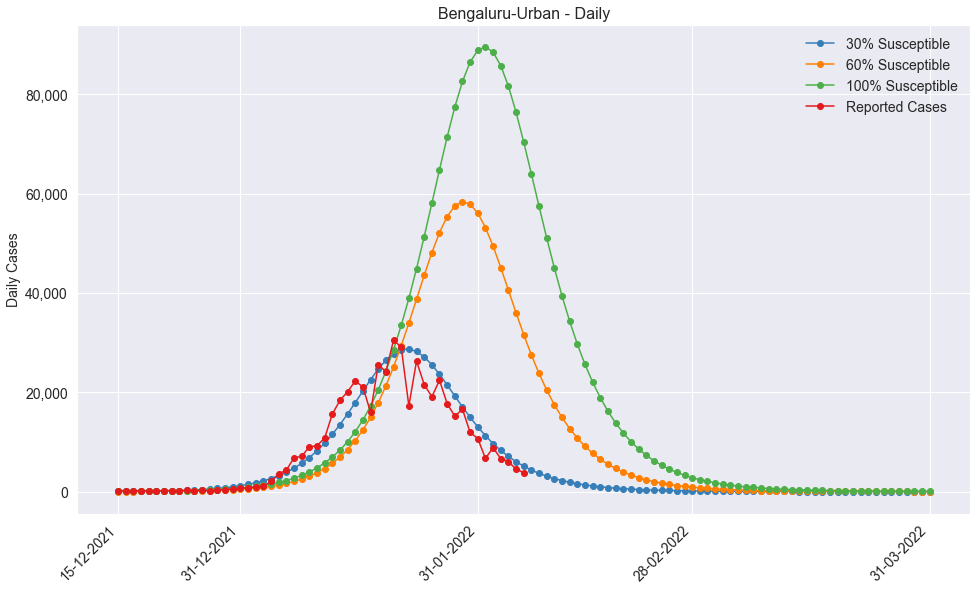 Bengaluru-Urban - Daily
30% Susceptible
60% Susceptible
100% Susceptible
Reported Cases
Daily Cases
80,000
60,000
40,000
20,000
0
15-12-2021
31-12-2021
31-01-2022
28-02-2022
31-03-2022